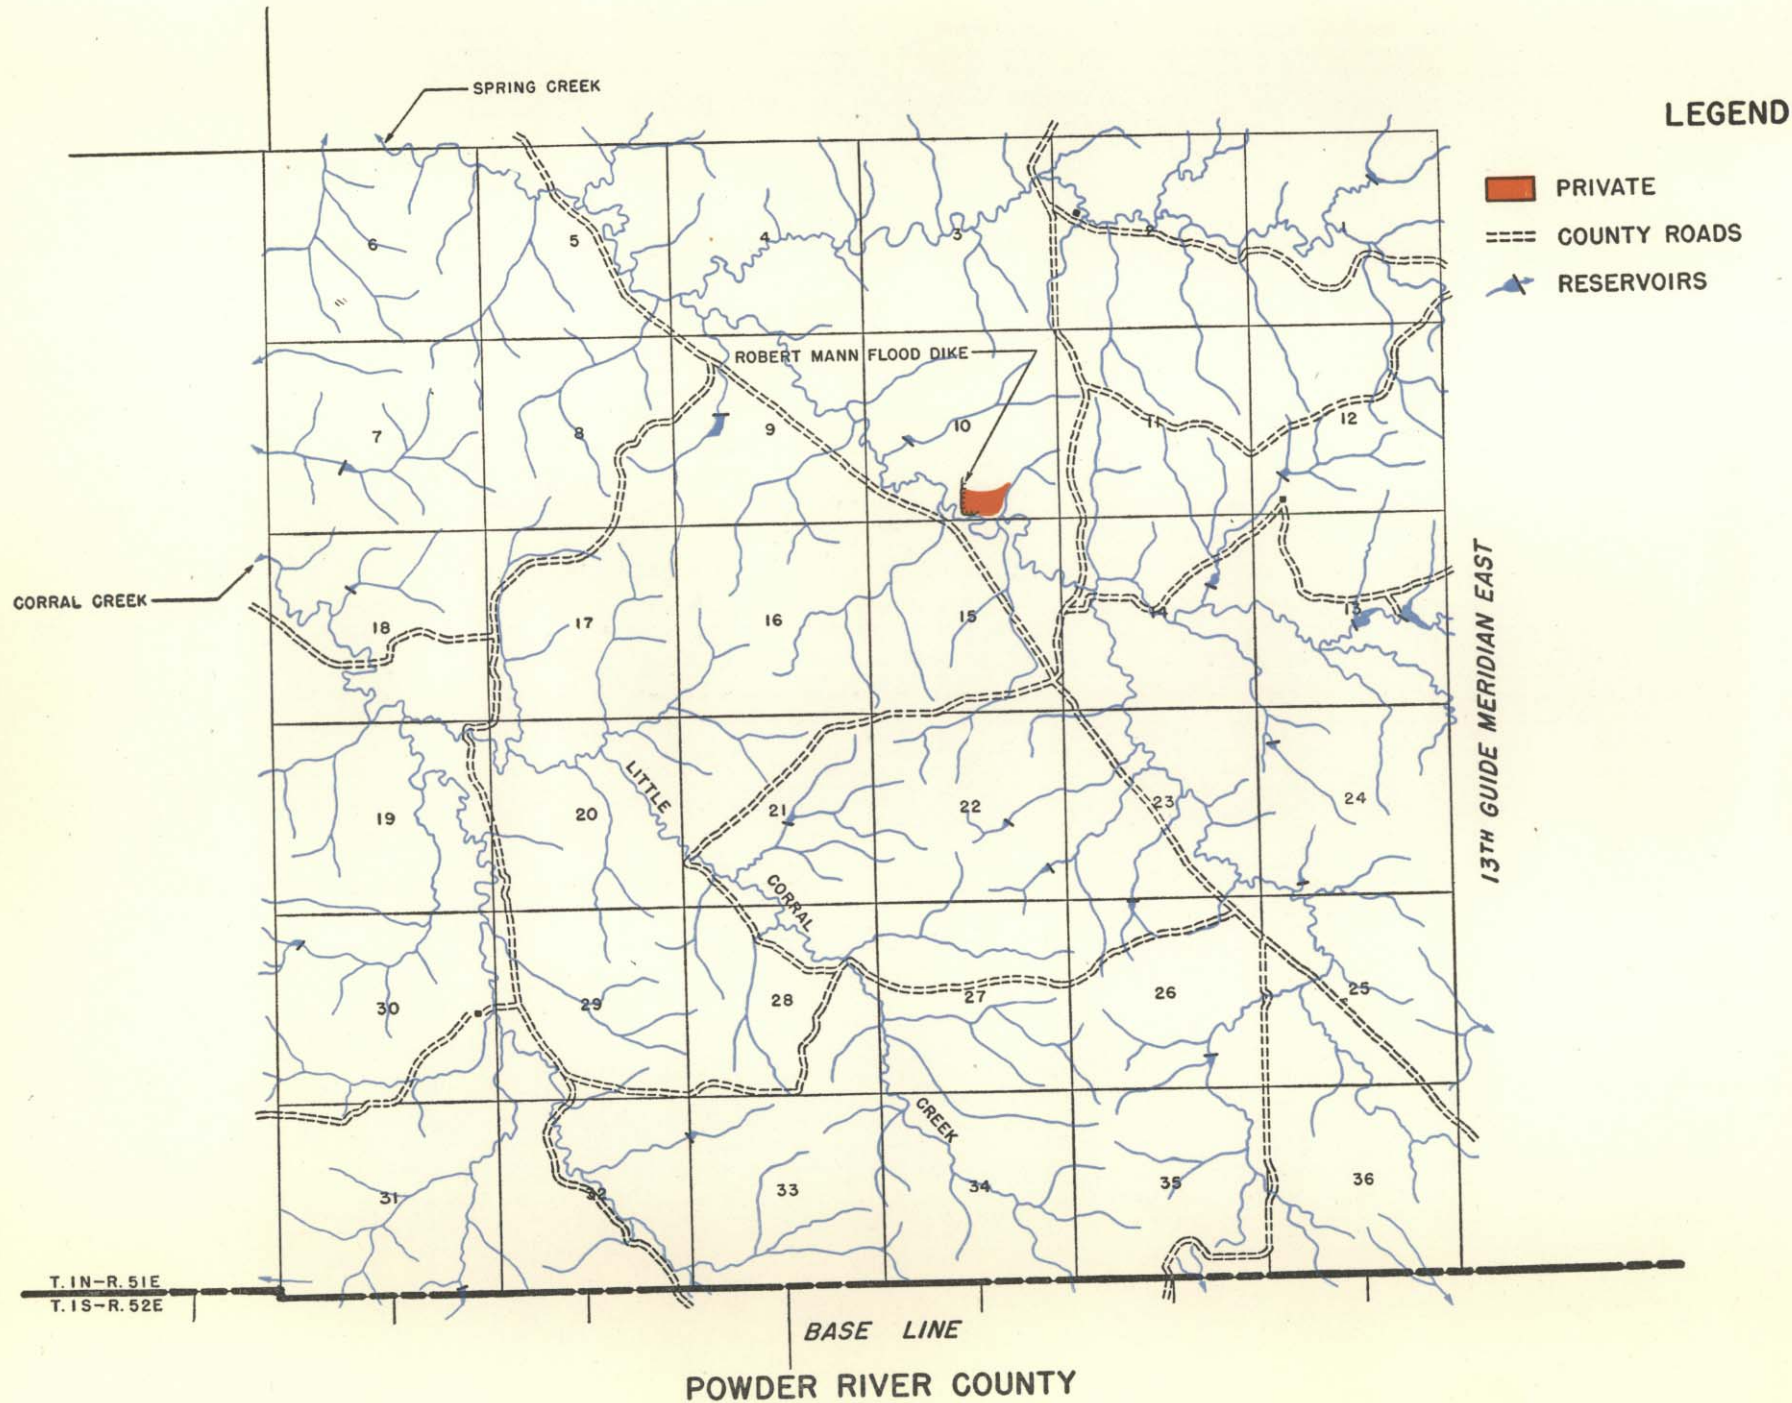 SPRING CREEK
LEGEND
PRIVATE
COUNTY ROADS
RESERVOIRS
6
5
4
3
2
1
ROBERT MANN FLOOD DIKE
7
8
9
10
11
12
CORRAL CREEK
18
17
16
15
14
13
13TH GUIDE MERIDIAN EAST
19
20
LITTLE
21
22
23
24
CORRAL
30
29
28
27
26
25
CREEK
31
32
33
34
35
36
T.1N-R.51E
T.1S-R.52E
BASE LINE
POWDER RIVER COUNTY